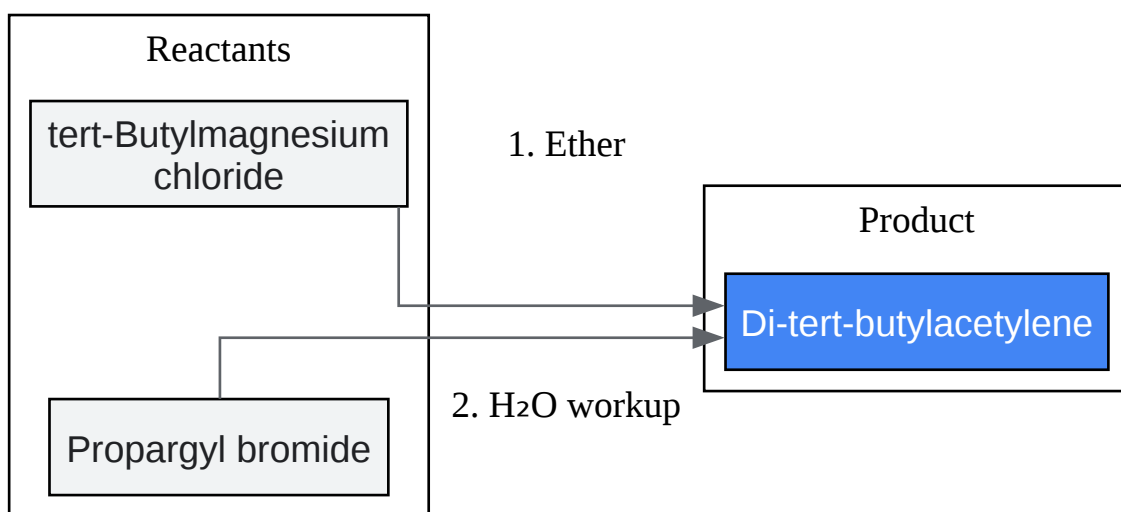 Reactants
tert-Butylmagnesium
chloride
1. Ether
Product
Di-tert-butylacetylene
2. H₂O workup
Propargyl bromide